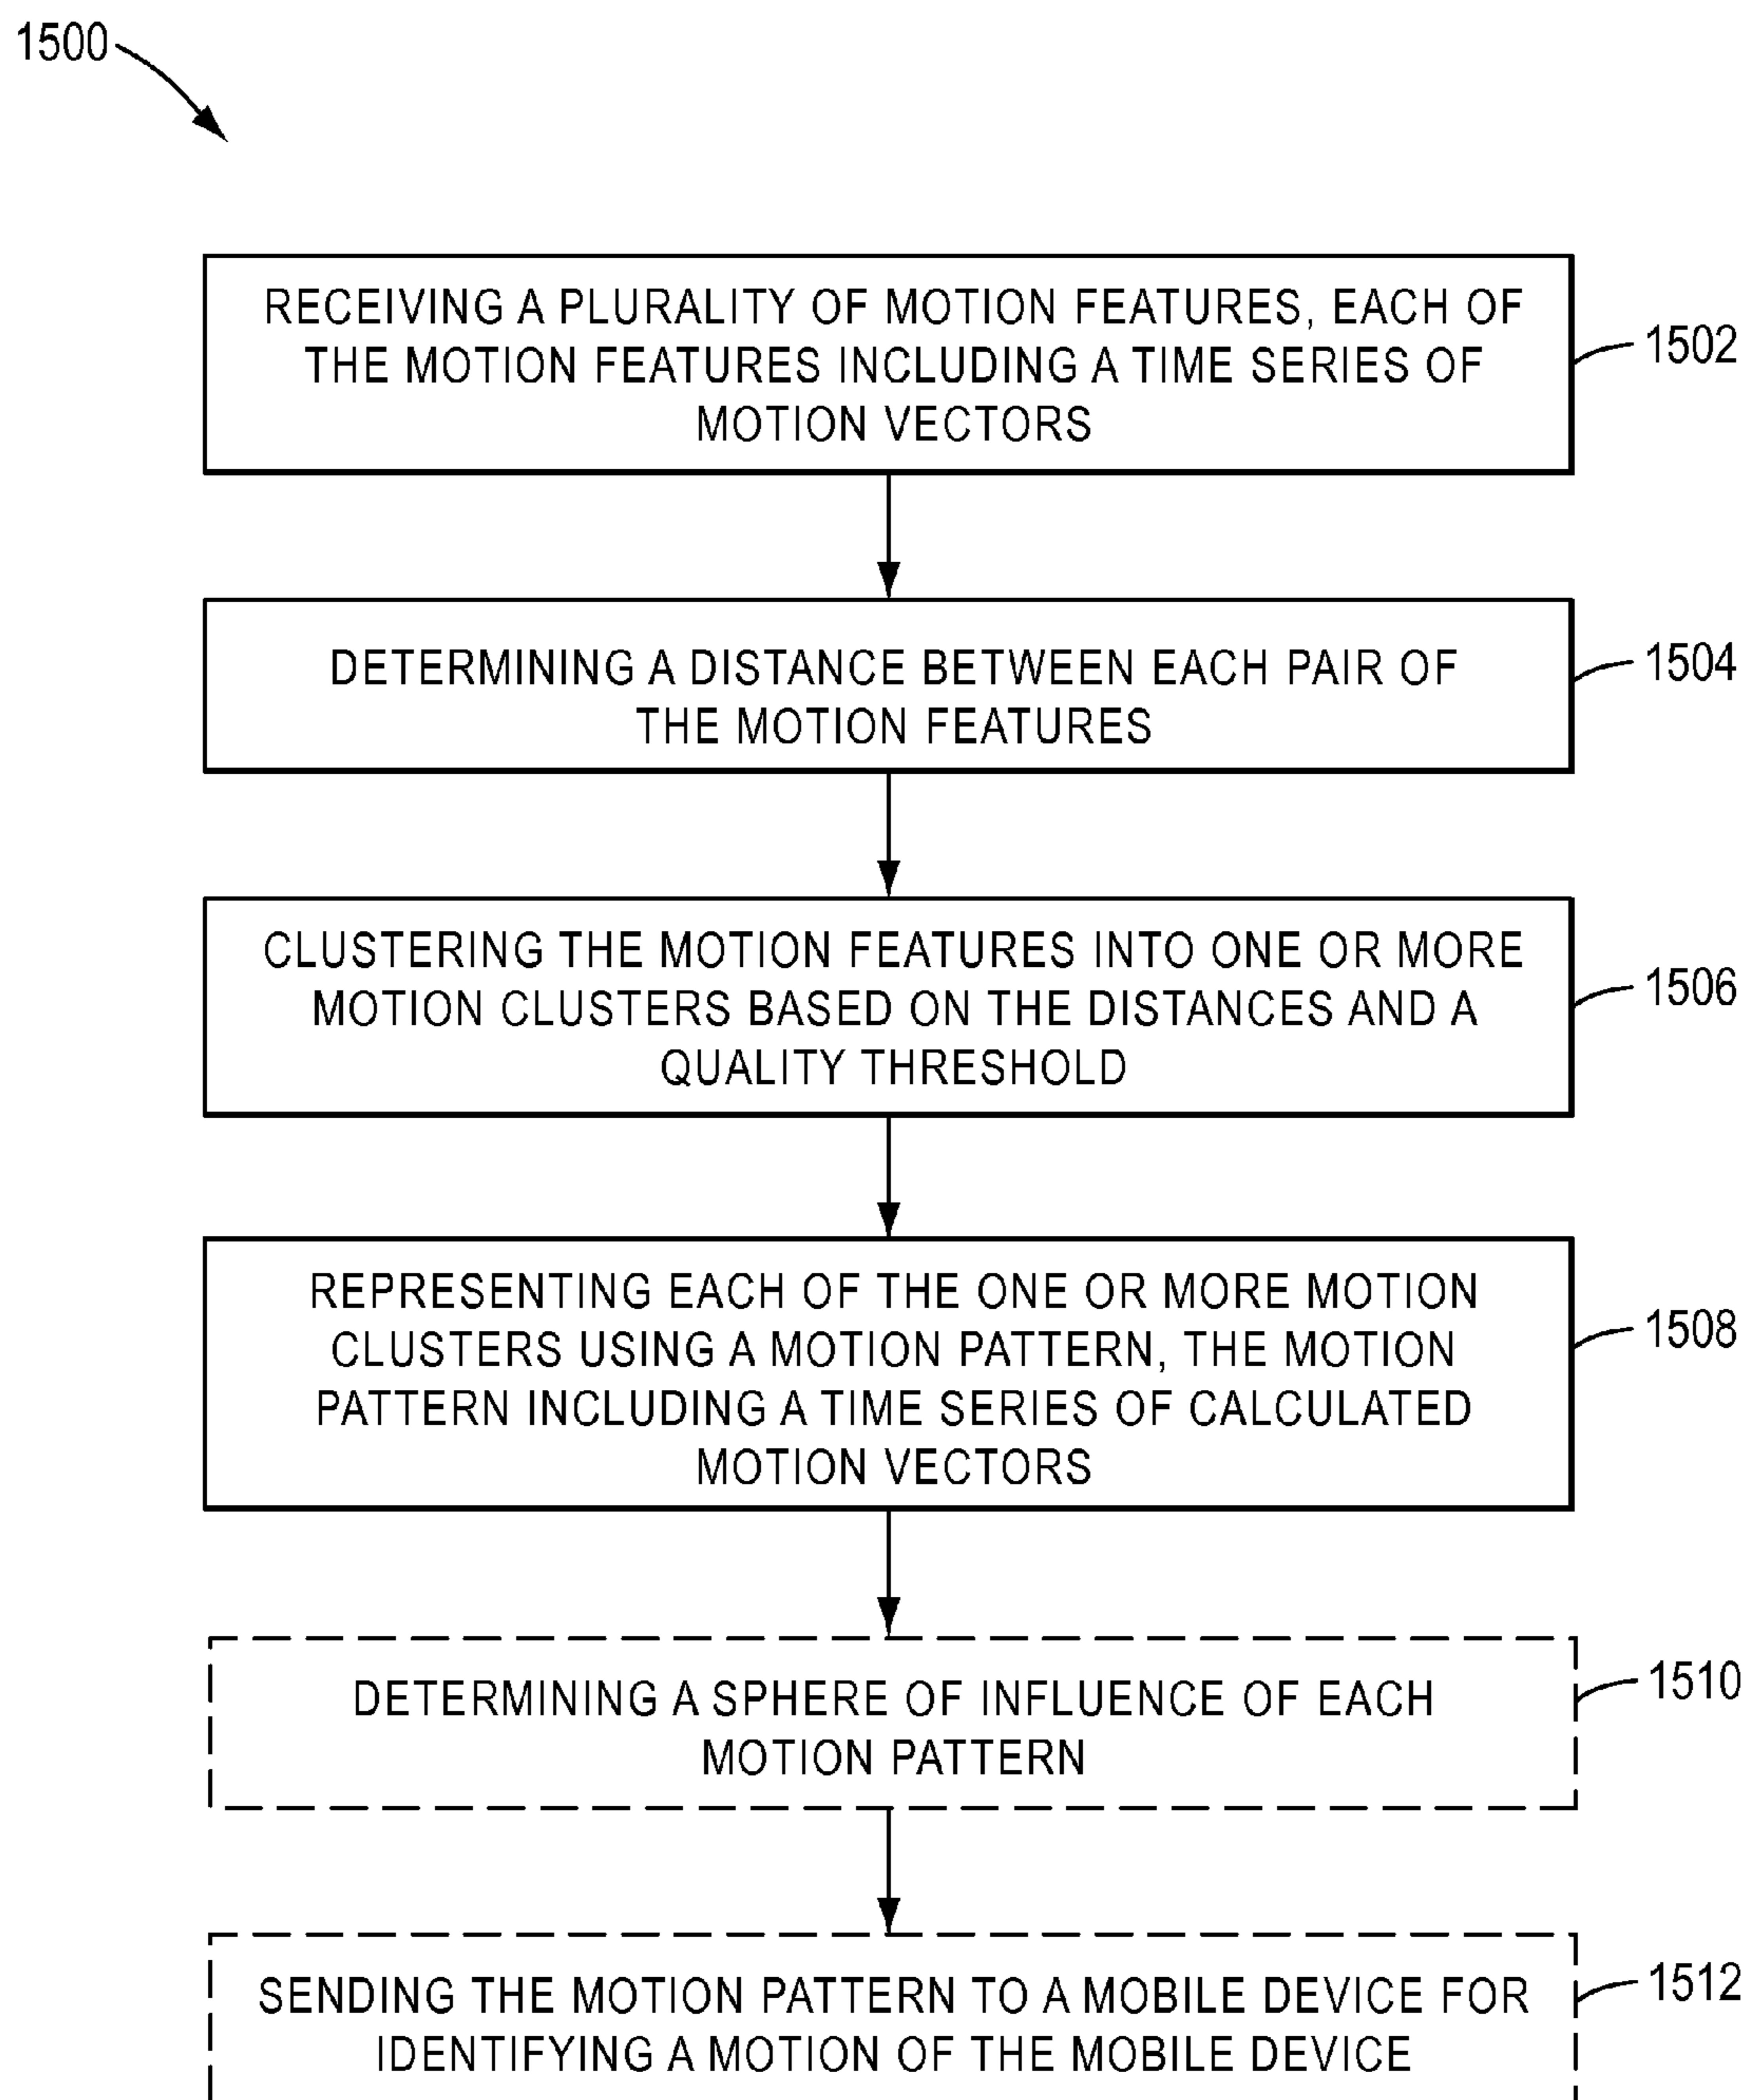 1500
RECEIVING A PLURALITY OF MOTION FEATURES, EACH OF
THE MOTION FEATURES INCLUDING A TIME SERIES OF
MOTION VECTORS
1502
DETERMINING A DISTANCE BETWEEN EACH PAIR OF
THE MOTION FEATURES
1504
CLUSTERING THE MOTION FEATURES INTO ONE OR MORE
MOTION CLUSTERS BASED ON THE DISTANCES AND A
QUALITY THRESHOLD
1506
REPRESENTING EACH OF THE ONE OR MORE MOTION
CLUSTERS USING A MOTION PATTERN, THE MOTION
PATTERN INCLUDING A TIME SERIES OF CALCULATED
MOTION VECTORS
1508
DETERMINING A SPHERE OF INFLUENCE OF EACH
MOTION PATTERN
1510
SENDING THE MOTION PATTERN TO A MOBILE DEVICE FOR
IDENTIFYING A MOTION OF THE MOBILE DEVICE
1512